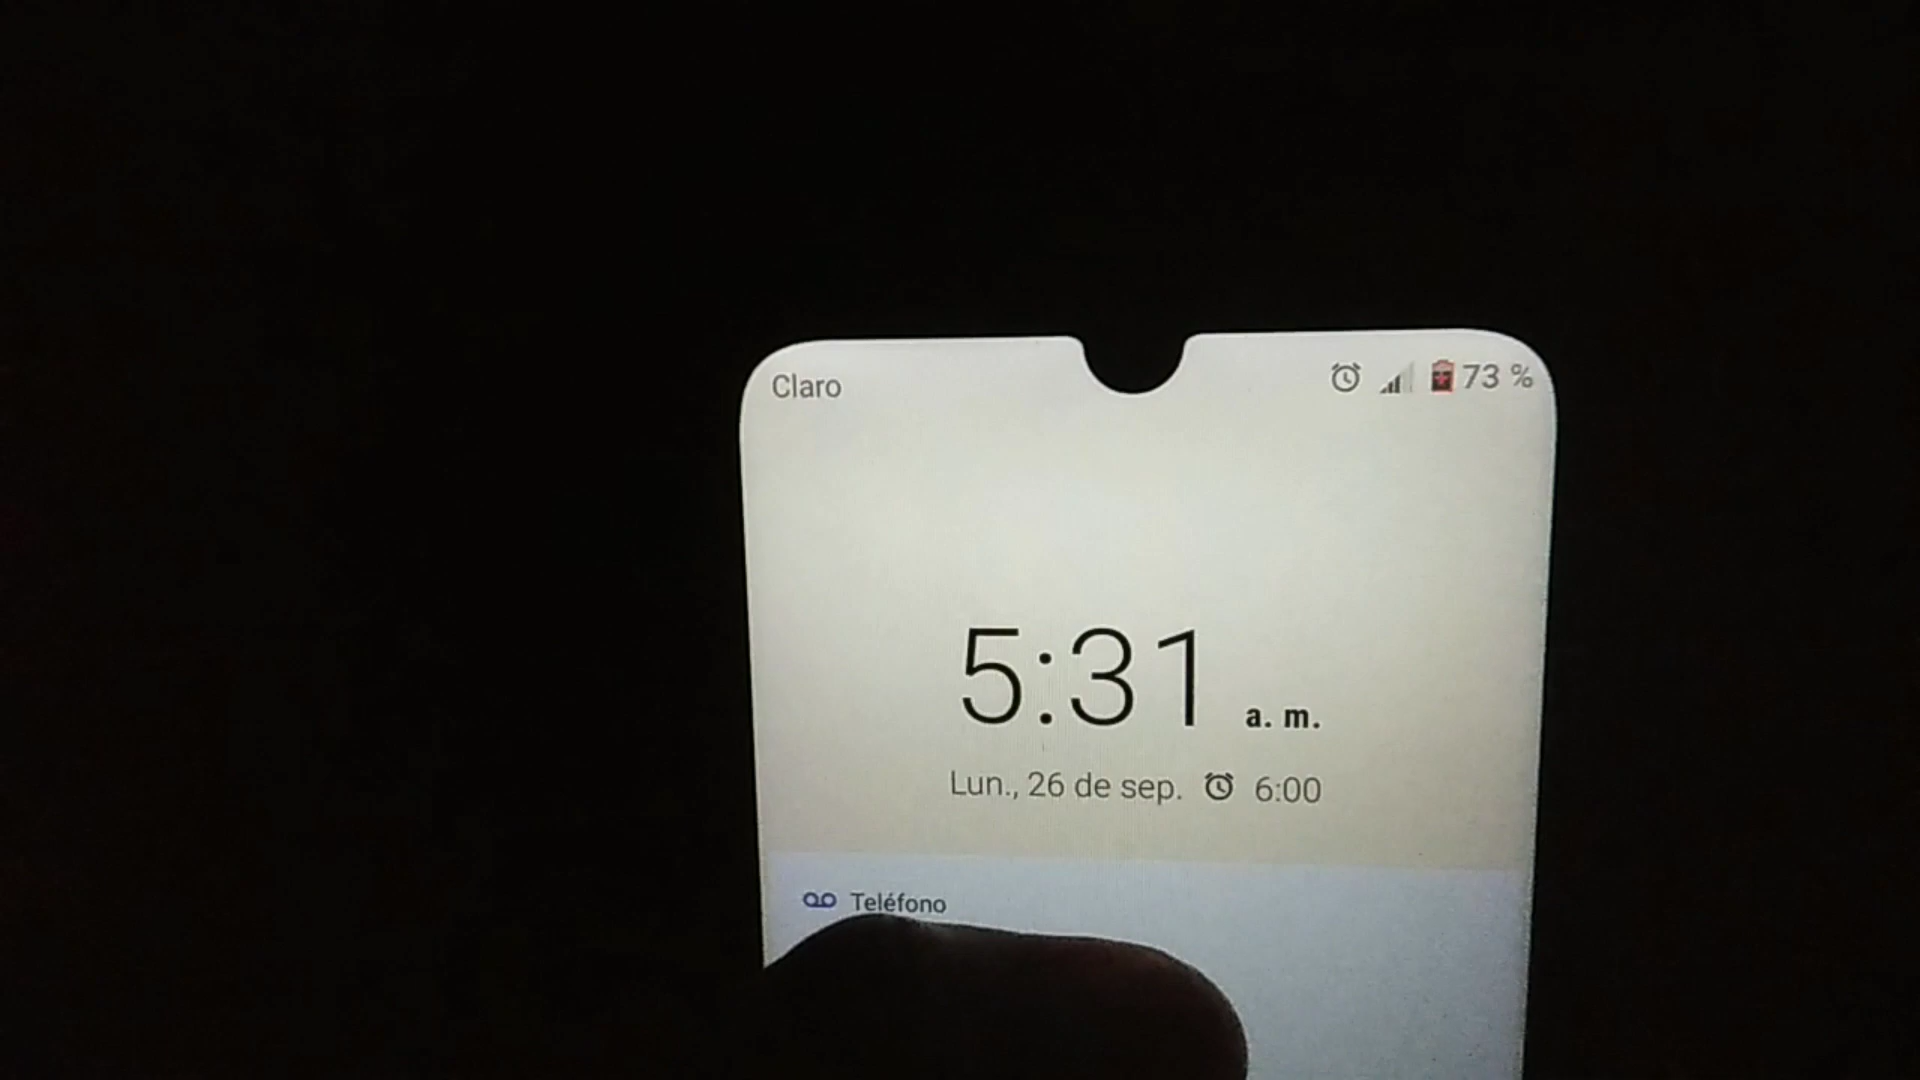 Claro 73 %
5:31 a. m.
Lun., 26 de sep. 6:00
Teléfono